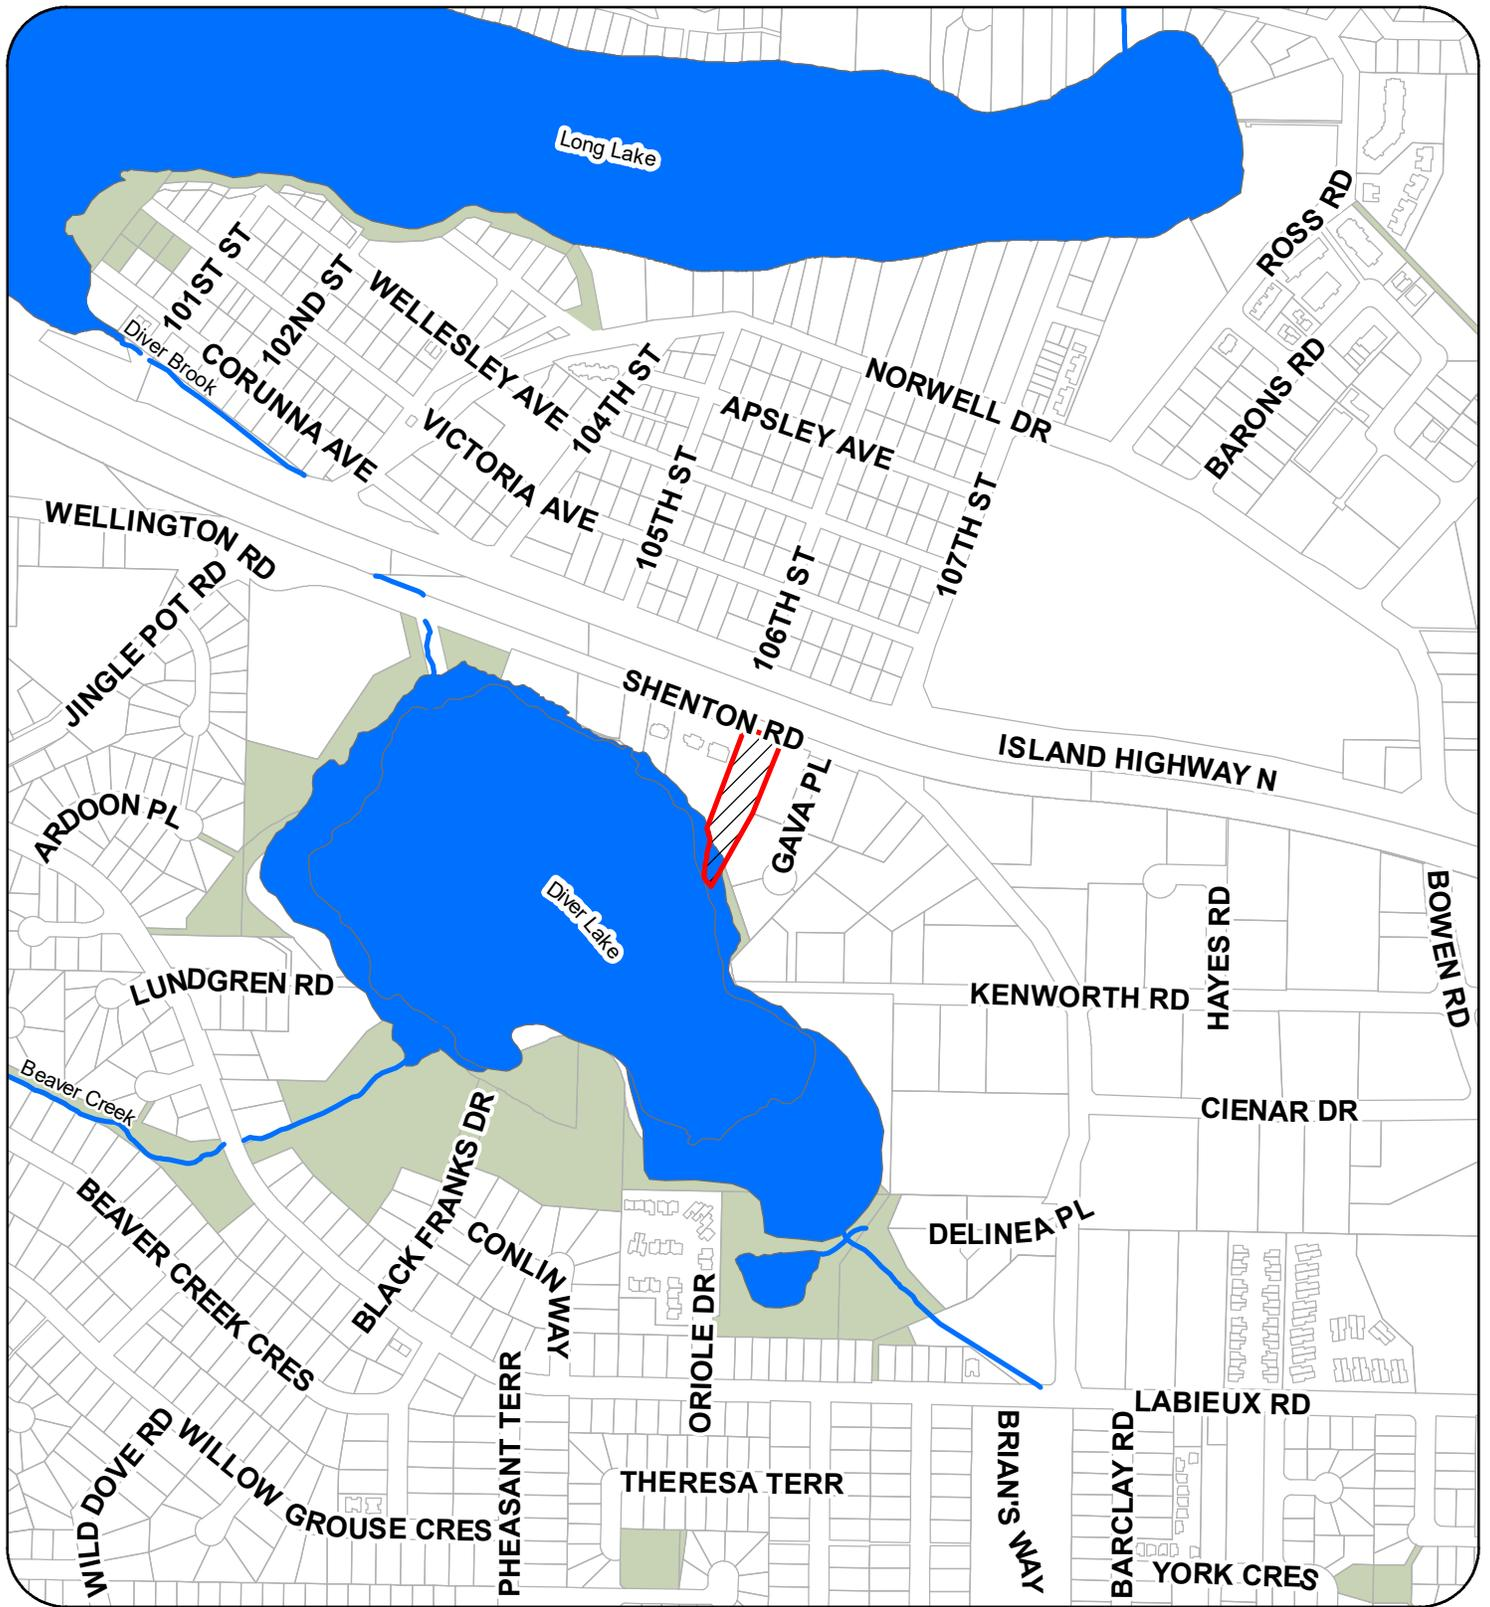 Long Lake
ROSS RD
101ST ST
102ND ST
WELLESLEY AVE
Diver Brook
CORUNNA AVE
104TH ST
NORWELL DR
BARONS RD
APSLEY AVE
VICTORIA AVE
105TH ST
107TH ST
WELLINGTON RD
106TH ST
JINGLE POT RD
SHENTON RD
ISLAND HIGHWAY N
GAVA PL
ARDOON PL
Diver Lake
BOWEN RD
HAYES RD
LUNDGREN RD
KENWORTH RD
Beaver Creek
CIENAR DR
BLACK FRANKS DR
BEAVER CREEK CRES
CONLIN WAY
DELINEA PL
ORIOLE DR
PHEASANT TERR
LABIEUX RD
WILD DOVE RD
WILLOW GROUSE CRES
THERESA TERR
BRIAN'S WAY
BARCLAY RD
YORK CRES